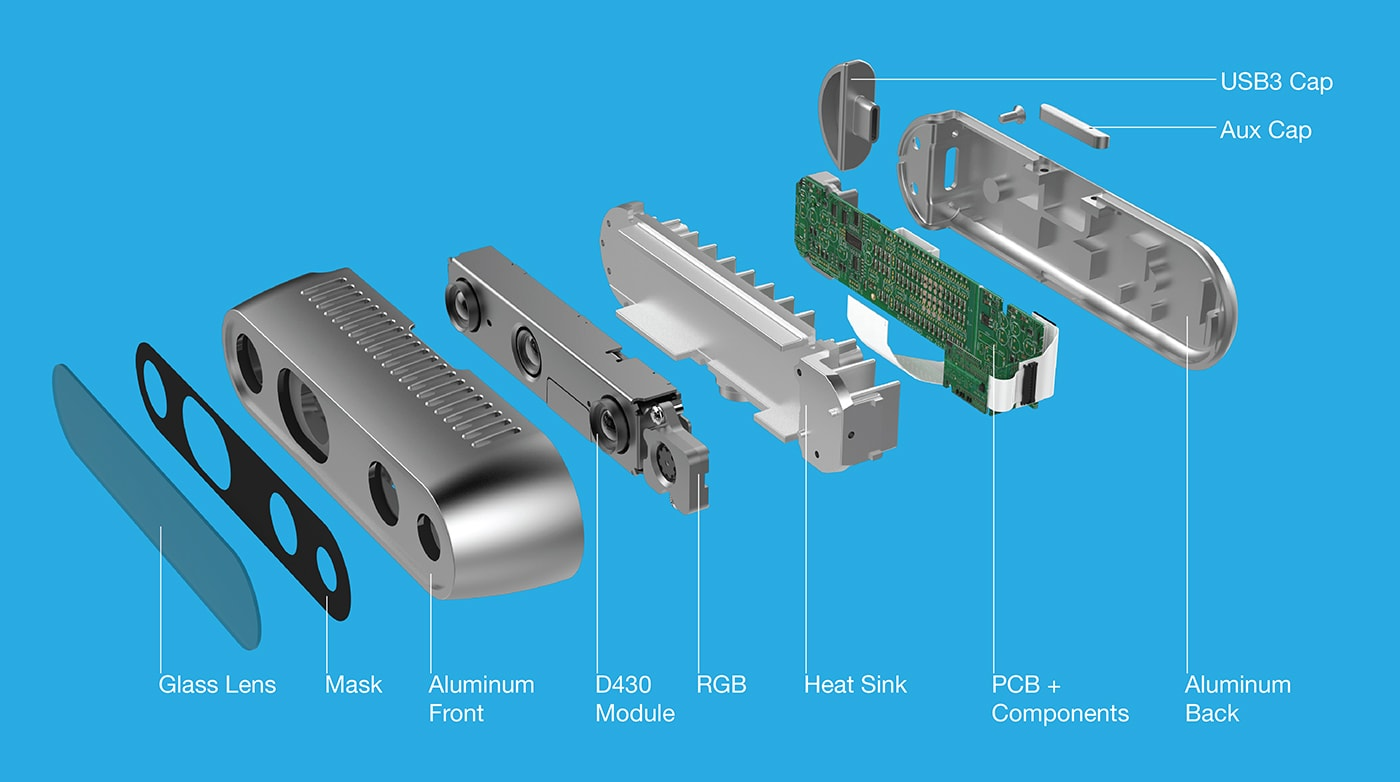 USB3 Cap
Aux Cap
Glass Lens
Mask
Aluminum
Front
D430
Module
RGB
Heat Sink
PCB +
Components
Aluminum
Back